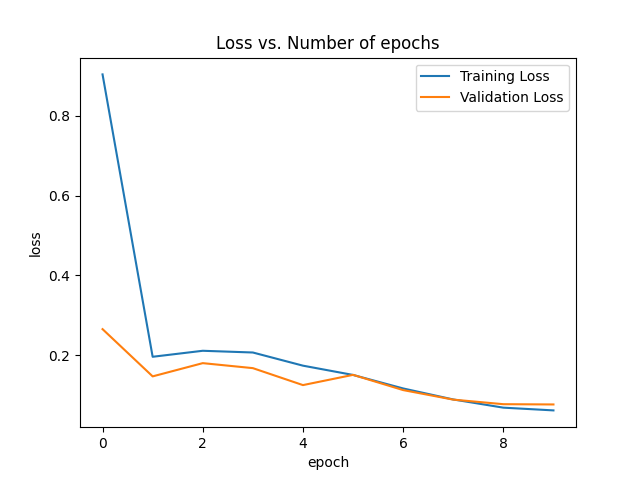 Loss vs. Number of epochs
Training Loss
Validation Loss
0.8
0.6
0.4
0.2
loss
0 2 4 6 8
epoch